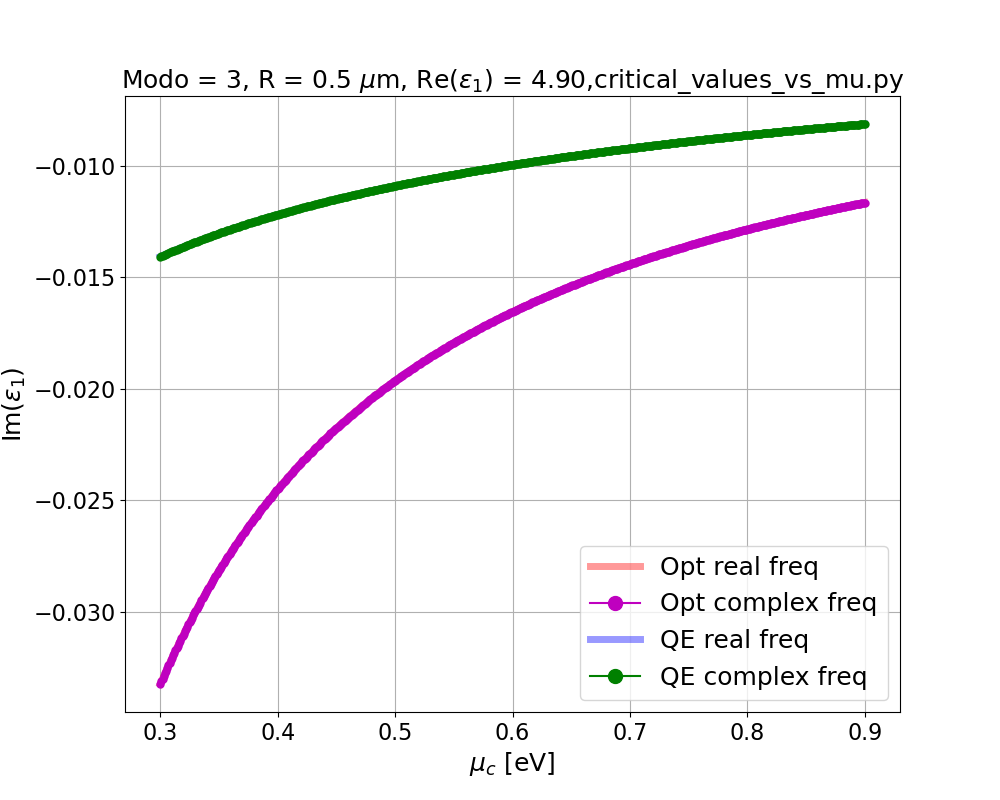 Modo = 3, R = 0.5 μm, Re(ε₁) = 4.90,critical_values_vs_mu.py
Im(ε₁)
−0.010
−0.015
−0.020
−0.025
−0.030
Opt real freq
Opt complex freq
QE real freq
QE complex freq
0.3 0.4 0.5 0.6 0.7 0.8 0.9
μ_c [eV]